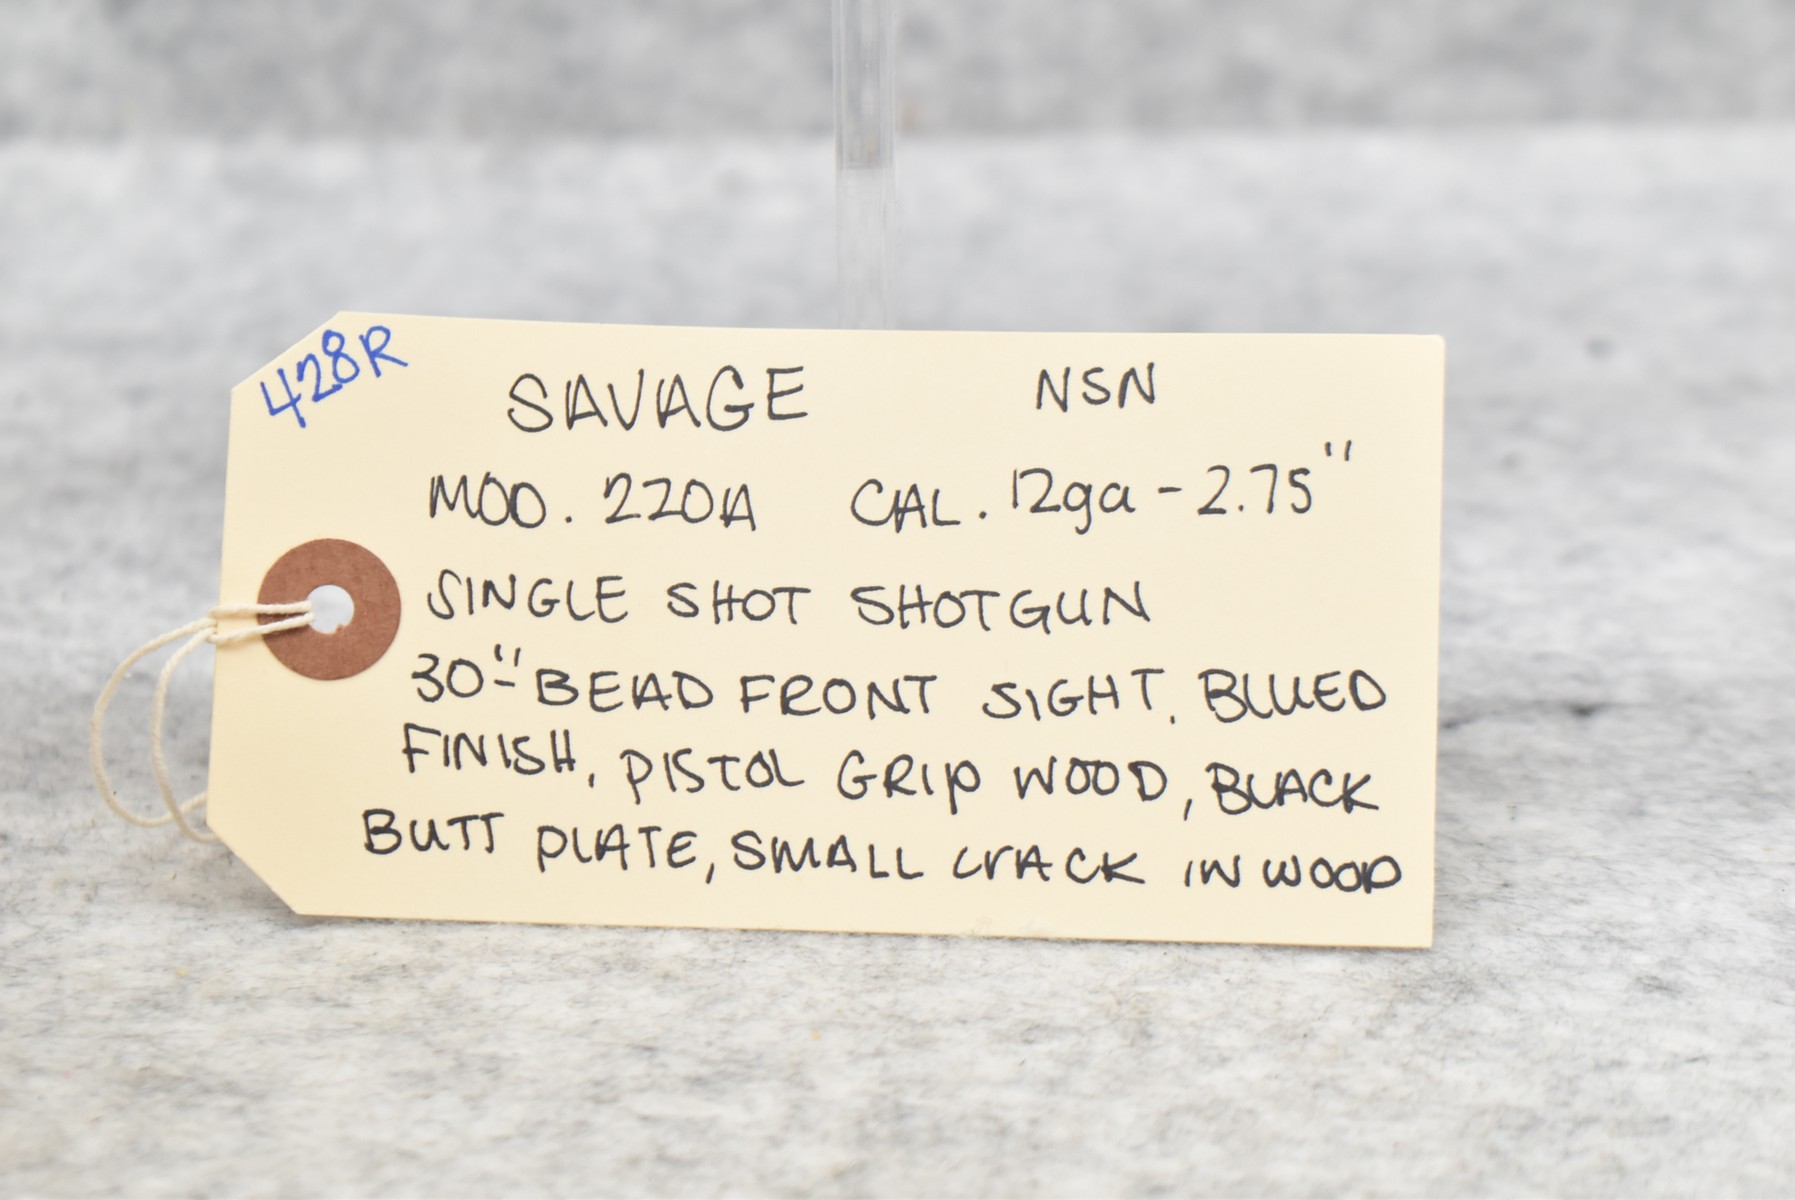 428R
SAVAGE NSN
MOD. 220A CAL. 12ga - 2.75"
SINGLE SHOT SHOTGUN
30"- BEAD FRONT SIGHT, BLUED
FINISH, PISTOL GRIP WOOD, BLACK
BUTT PLATE, SMALL CrACK IN WOOD